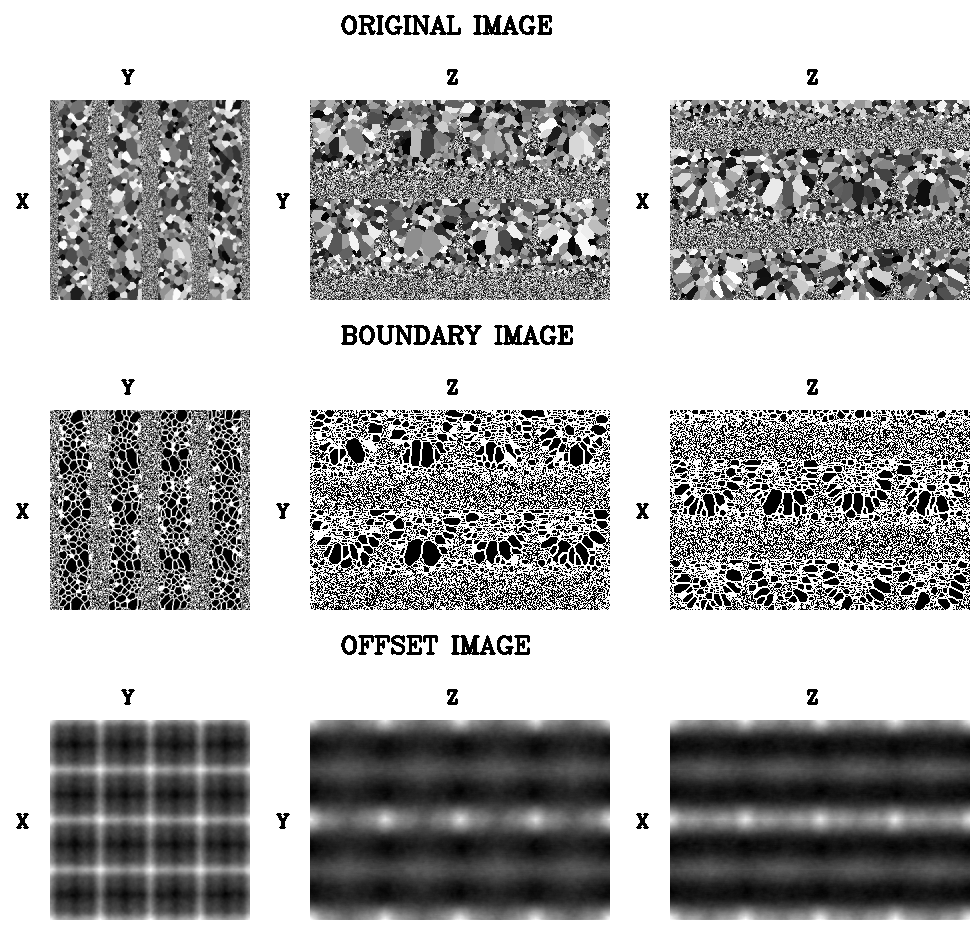 ORIGINAL IMAGE
Y Z Z
X Y X
BOUNDARY IMAGE
Y Z Z
X Y X
OFFSET IMAGE
Y Z Z
X Y X